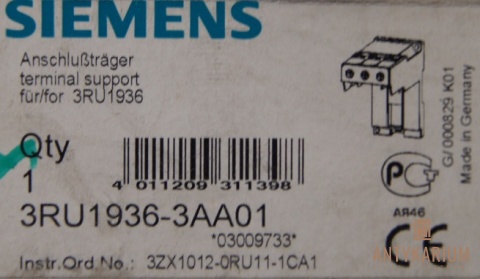 SIEMENS
Anschlußträger
terminal support
für/for 3RU1936
Qty
1
4 011209 311398
3RU1936-3AA01
*03009733*
Instr.Ord No.: 3ZX1012-0RU11-1CA1
G/ 000829 K01
Made in Germany
PC
АЯ46
CE